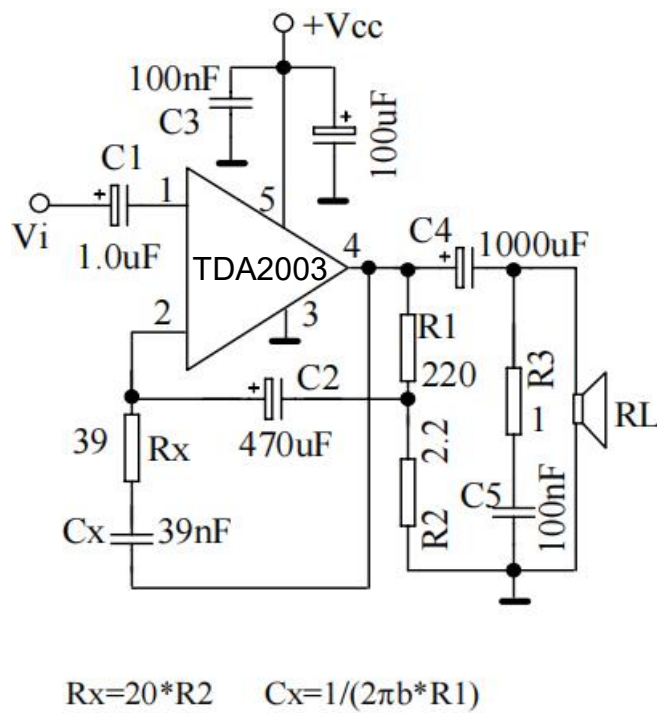 +Vcc
100nF
C3
100uF
C1
1
5
Vi
1.0uF
TDA2003
4
C4
1000uF
2
3
R1
220
R3
1
RL
C2
470uF
39
Rx
2.2
R2
C5
100nF
Cx
39nF
Rx=20*R2 Cx=1/(2πb*R1)